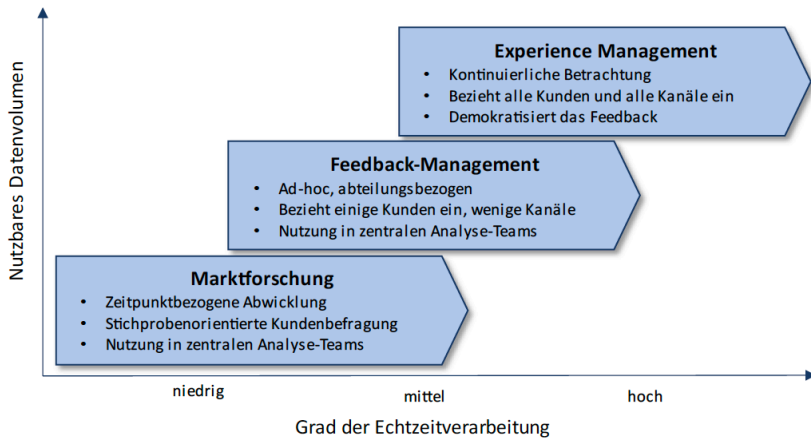 Nutzbares Datenvolumen
Experience Management
• Kontinuierliche Betrachtung
• Bezieht alle Kunden und alle Kanäle ein
• Demokratisiert das Feedback
Feedback-Management
• Ad-hoc, abteilungsbezogen
• Bezieht einige Kunden ein, wenige Kanäle
• Nutzung in zentralen Analyse-Teams
Marktforschung
• Zeitpunktbezogene Abwicklung
• Stichprobenorientierte Kundenbefragung
• Nutzung in zentralen Analyse-Teams
niedrig mittel hoch
Grad der Echtzeitverarbeitung